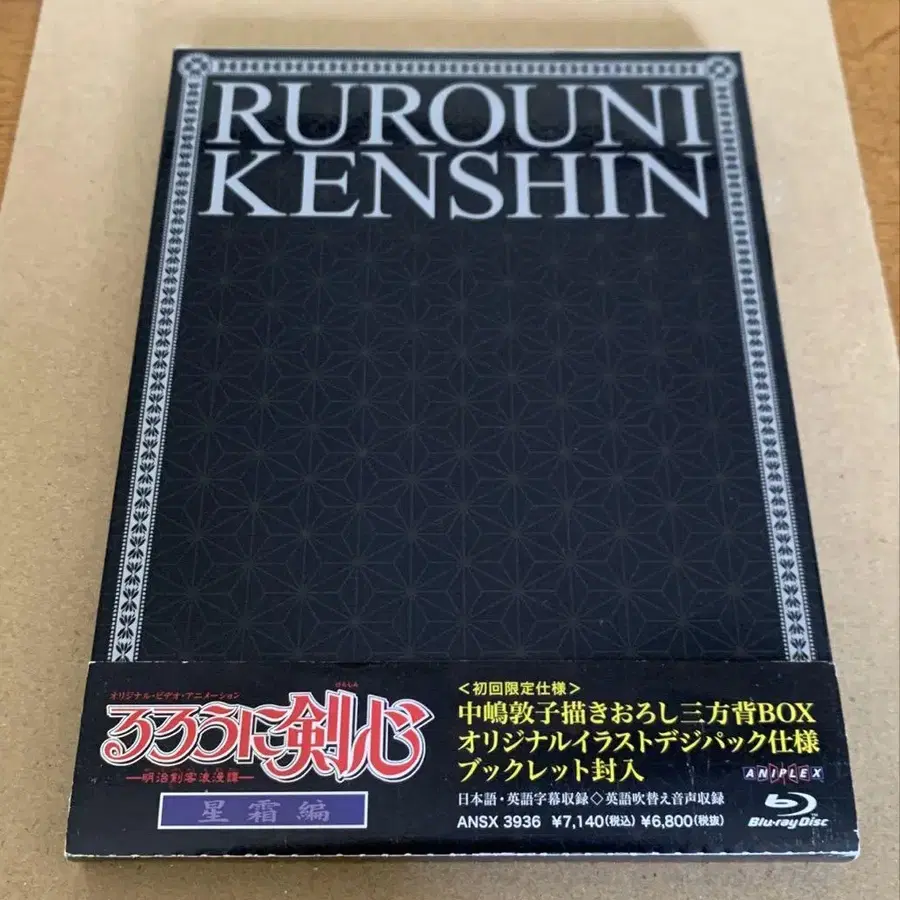 RUROUNI
KENSHIN
オリジナル・ビデオ・アニメーション
るろうに剣心
けんしん
―明治剣客浪漫譚―
星霜編
<初回限定仕様>
中嶋敦子描きおろし三方背BOX
オリジナルイラストデジパック仕様
ブックレット封入
ANIPLEX
日本語・英語字幕収録◇英語吹替え音声収録
ANSX 3936 ¥7,140(税込) ¥6,800(税抜)
Blu-ray Disc